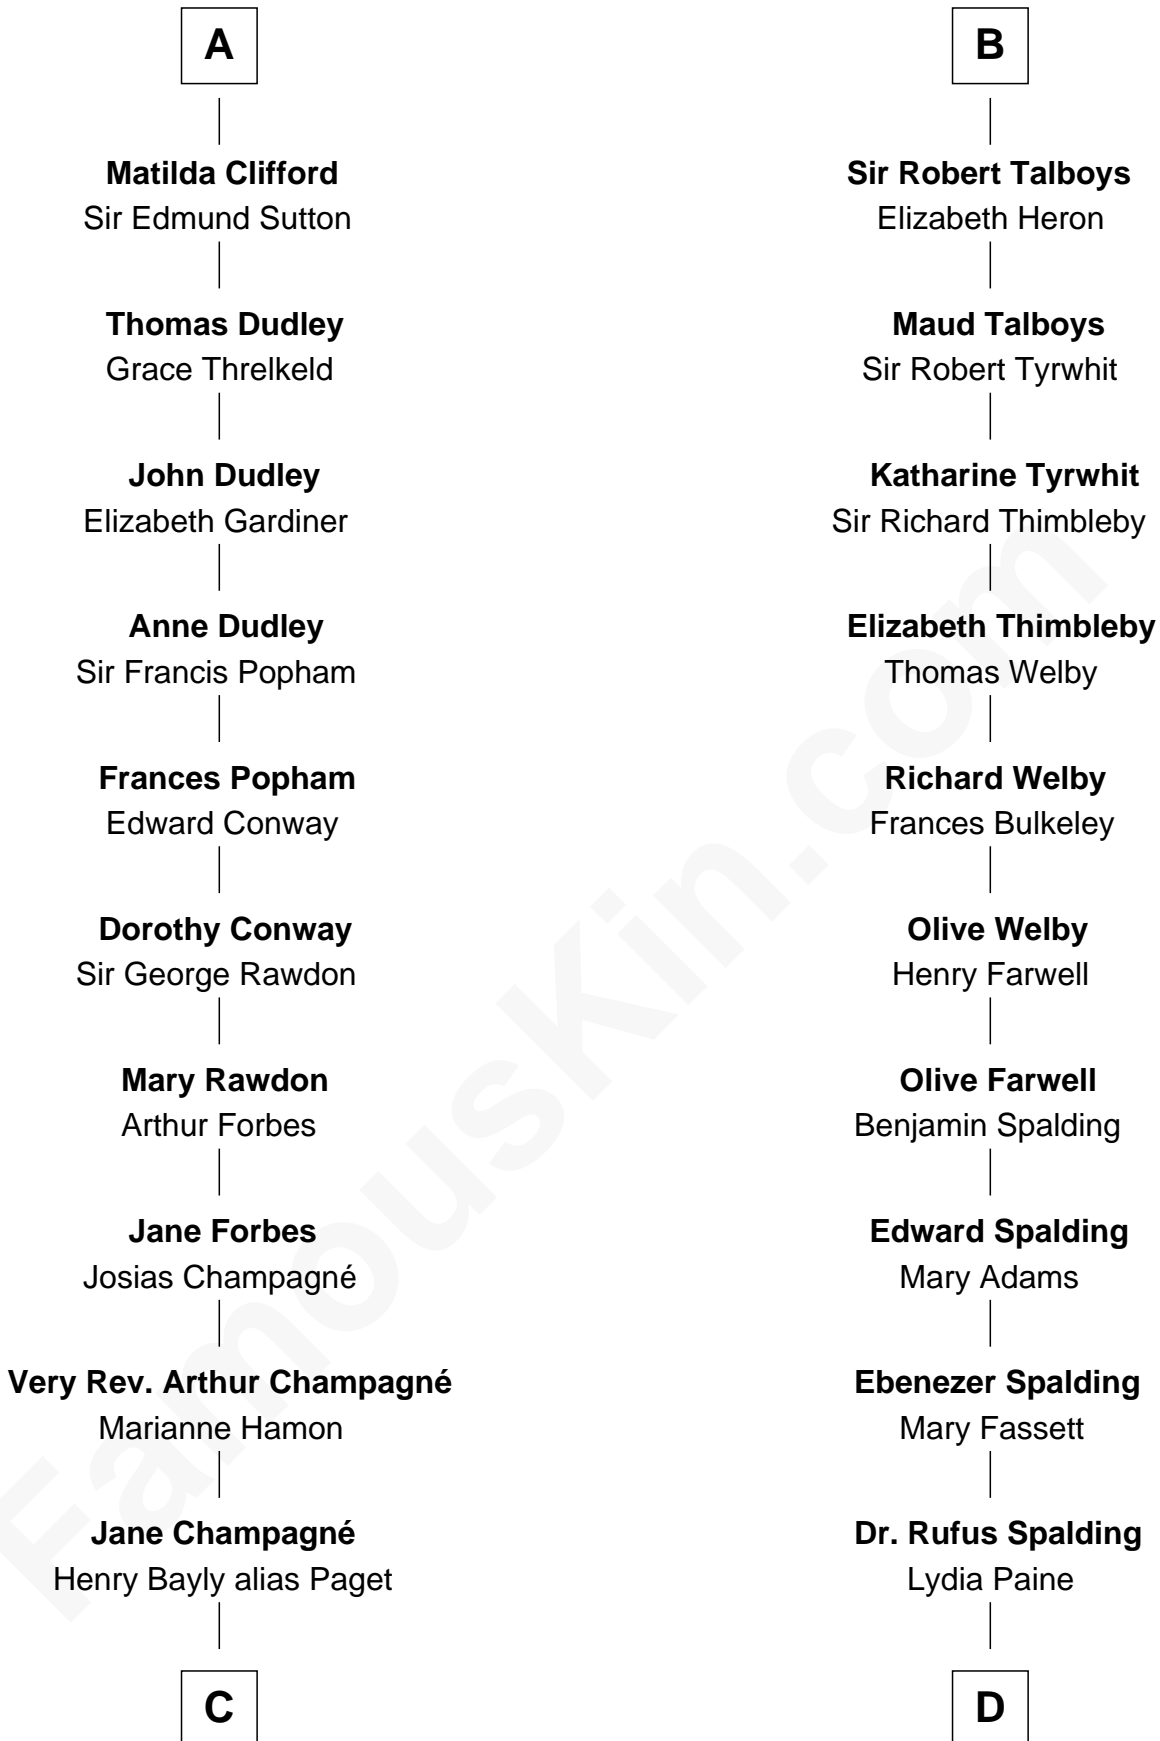 A
Matilda Clifford
Sir Edmund Sutton
Thomas Dudley
Grace Threlkeld
John Dudley
Elizabeth Gardiner
Anne Dudley
Sir Francis Popham
Frances Popham
Edward Conway
Dorothy Conway
Sir George Rawdon
Mary Rawdon
Arthur Forbes
Jane Forbes
Josias Champagné
Very Rev. Arthur Champagné
Marianne Hamon
Jane Champagné
Henry Bayly alias Paget
C
B
Sir Robert Talboys
Elizabeth Heron
Maud Talboys
Sir Robert Tyrwhit
Katharine Tyrwhit
Sir Richard Thimbleby
Elizabeth Thimbleby
Thomas Welby
Richard Welby
Frances Bulkeley
Olive Welby
Henry Farwell
Olive Farwell
Benjamin Spalding
Edward Spalding
Mary Adams
Ebenezer Spalding
Mary Fassett
Dr. Rufus Spalding
Lydia Paine
D
FamousKin.com